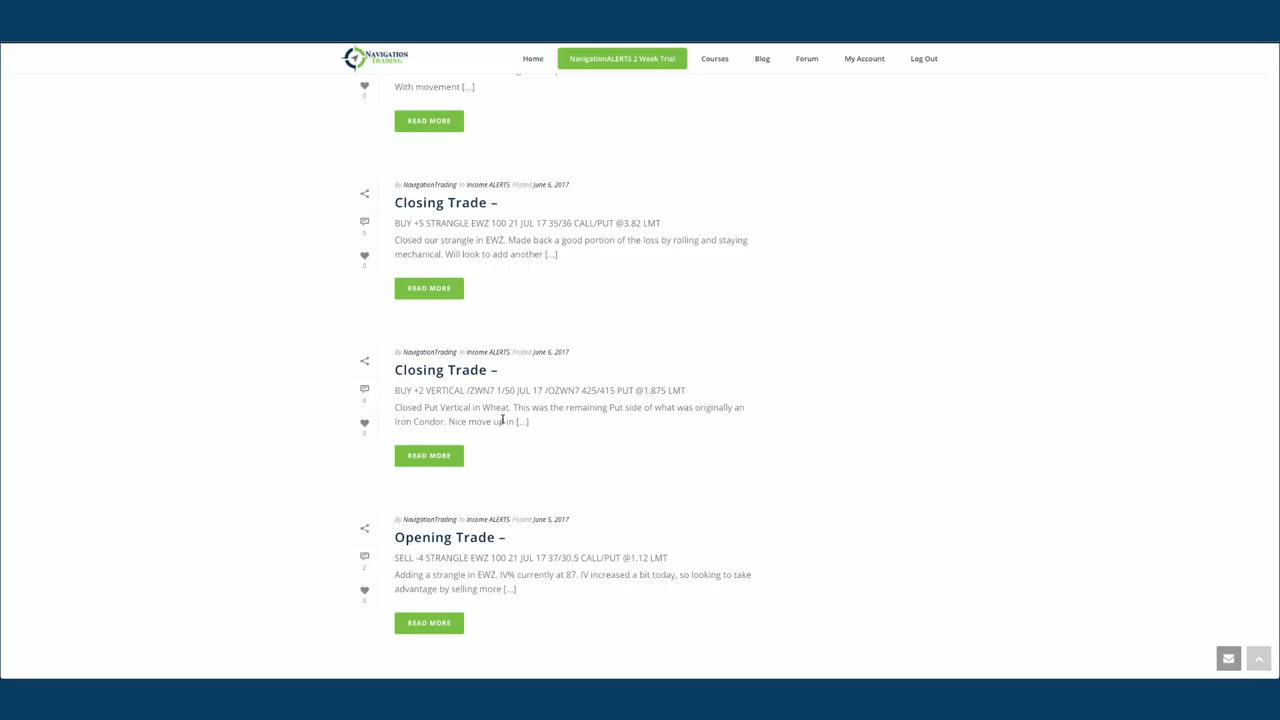 NAVIGATION
TRADING
Home
NavigationALERTS 2 Week Trial
Courses
Blog
Forum
My Account
Log Out
With movement [...]
0
READ MORE
By NavigationTrading In Income ALERTS Posted June 6, 2017
Closing Trade –
BUY +5 STRANGLE EWZ 100 21 JUL 17 35/36 CALL/PUT @3.82 LMT
0
Closed our strangle in EWZ. Made back a good portion of the loss by rolling and staying
mechanical. Will look to add another [...]
0
READ MORE
By NavigationTrading In Income ALERTS Posted June 6, 2017
Closing Trade –
BUY +2 VERTICAL /ZWN7 1/50 JUL 17 /OZWN7 425/415 PUT @1.875 LMT
0
Closed Put Vertical in Wheat. This was the remaining Put side of what was originally an
Iron Condor. Nice move up in [...]
0
READ MORE
By NavigationTrading In Income ALERTS Posted June 5, 2017
Opening Trade –
SELL -4 STRANGLE EWZ 100 21 JUL 17 37/30.5 CALL/PUT @1.12 LMT
2
Adding a strangle in EWZ. IV% currently at 87. IV increased a bit today, so looking to take
advantage by selling more [...]
0
READ MORE